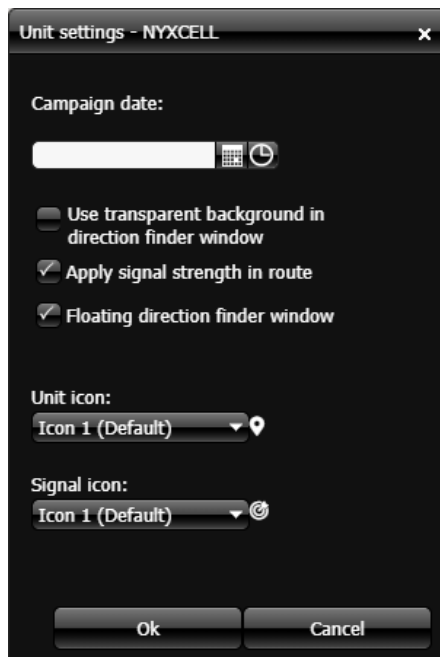 Unit settings - NYXCELL
Campaign date:
Use transparent background in
direction finder window
Apply signal strength in route
Floating direction finder window
Unit icon:
Icon 1 (Default)
Signal icon:
Icon 1 (Default)
Ok Cancel